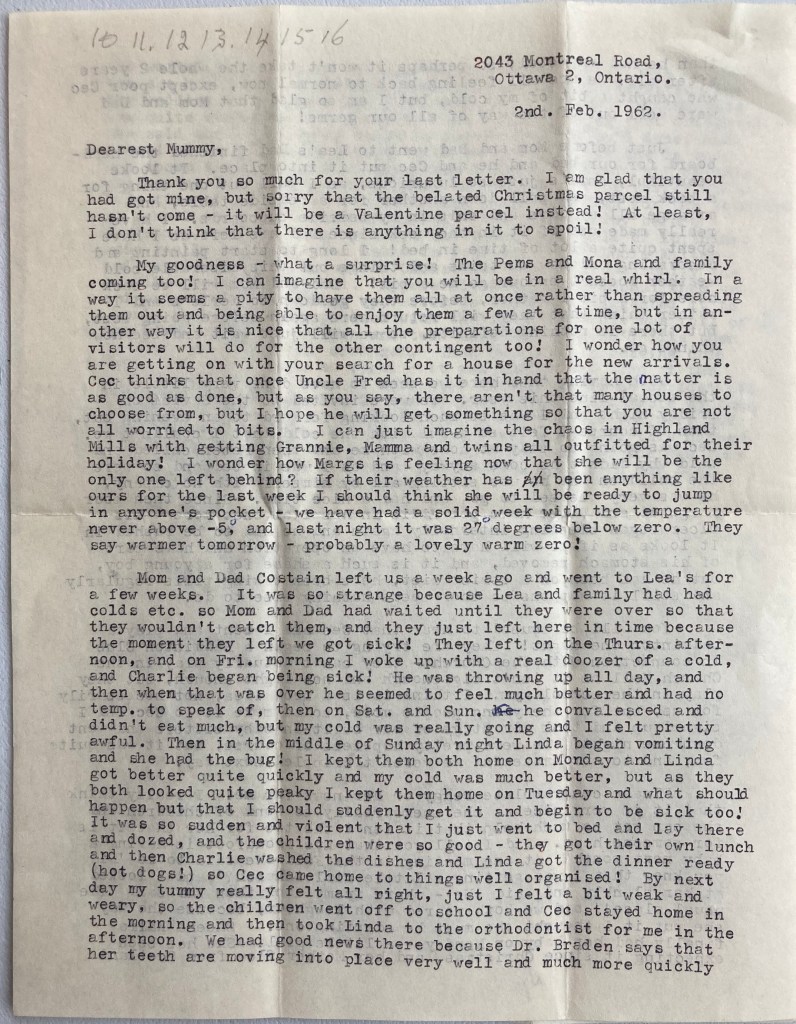 10 11. 12 13. 14 15 16
2043 Montreal Road,
Ottawa 2, Ontario.
2nd. Feb. 1962.
Dearest Mummy,
Thank you so much for your last letter. I am glad that you
had got mine, but sorry that the belated Christmas parcel still
hasn't come - it will be a Valentine parcel instead! At least,
I don't think that there is anything in it to spoil!
My goodness - what a surprise! The Pems and Mona and family
coming too! I can imagine that you will be in a real whirl. In a
way it seems a pity to have them all at once rather than spreading
them out and being able to enjoy them a few at a time, but in an-
other way it is nice that all the preparations for one lot of
visitors will do for the other contingent too! I wonder how you
are getting on with your search for a house for the new arrivals.
Cec thinks that once Uncle Fred has it in hand that the matter is
as good as done, but as you say, there aren't that many houses to
choose from, but I hope he will get something so that you are not
all worried to bits. I can just imagine the chaos in Highland
Mills with getting Grannie, Mamma and twins all outfitted for their
holiday! I wonder how Margs is feeling now that she will be the
only one left behind? If their weather has been anything like
ours for the last week I should think she will be ready to jump
in anyone's pocket - we have had a solid week with the temperature
never above -5°, and last night it was 27° degrees below zero. They
say warmer tomorrow - probably a lovely warm zero!
Mom and Dad Costain left us a week ago and went to Lea's for
a few weeks. It was so strange because Lea and family had had
colds etc. so Mom and Dad had waited until they were over so that
they wouldn't catch them, and they just left here in time because
the moment they left we got sick! They left on the Thurs. after-
noon, and on Fri. morning I woke up with a real doozer of a cold,
and Charlie began being sick! He was throwing up all day, and
then when that was over he seemed to feel much better and had no
temp. to speak of, then on Sat. and Sun. he convalesced and
didn't eat much, but my cold was really going and I felt pretty
awful. Then in the middle of Sunday night Linda began vomiting
and she had the bug! I kept them both home on Monday and Linda
got better quite quickly and my cold was much better, but as they
both looked quite peaky I kept them home on Tuesday and what should
happen but that I should suddenly get it and begin to be sick too!
It was so sudden and violent that I just went to bed and lay there
and dozed, and the children were so good - they got their own lunch
and then Charlie washed the dishes and Linda got the dinner ready
(hot dogs!) so Cec came home to things well organised! By next
day my tummy really felt all right, just I felt a bit weak and
weary, so the children went off to school and Cec stayed home in
the morning and then took Linda to the orthodontist for me in the
afternoon. We had good news there because Dr. Braden says that
her teeth are moving into place very well and much more quickly